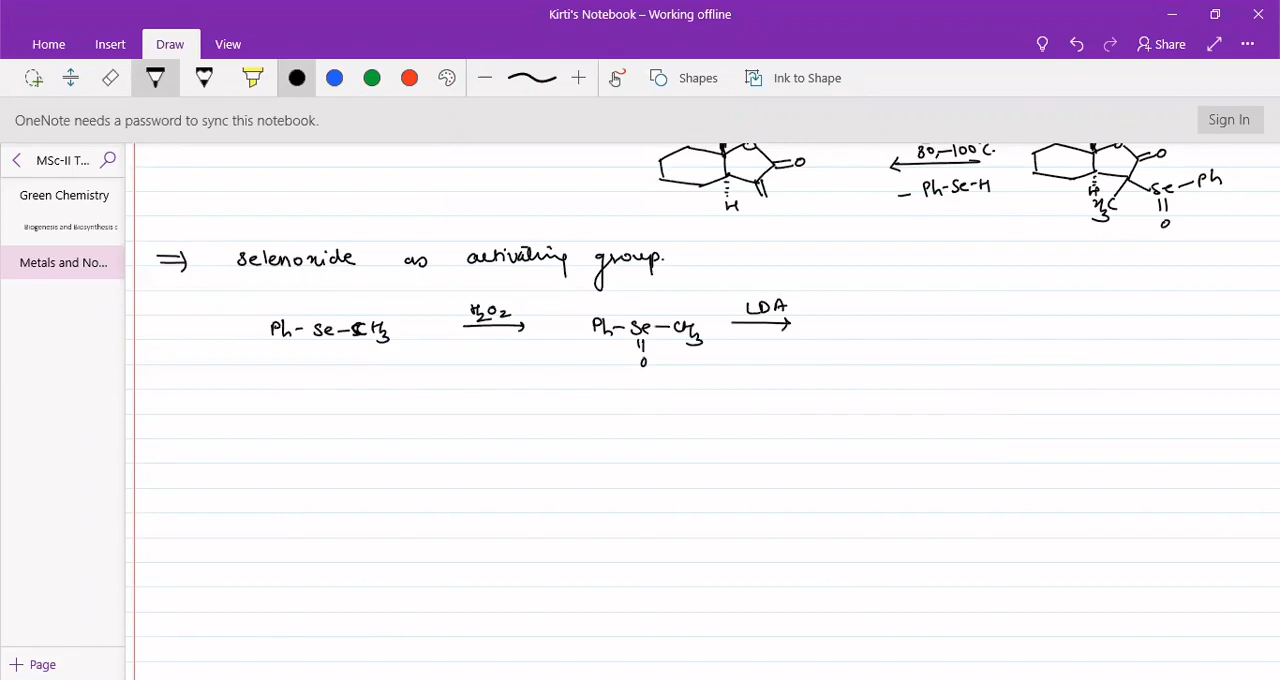 Kirti's Notebook – Working offline
Home Insert Draw View Share
Shapes Ink to Shape
OneNote needs a password to sync this notebook. Sign In
MSc-II T...
Green Chemistry
Biogenesis and Biosynthesis s
Metals and No...
80,–100°C.
– Ph-Se-H
O
H
O
H
H3C
Se–Ph
O
⇒ selenoxide as activating group.
Ph-Se-CH3 H2O2 Ph-Se-CH3 LDA
O
+ Page